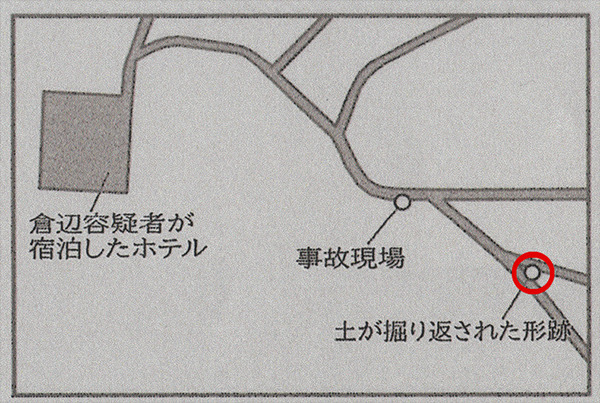 倉辺容疑者が
宿泊したホテル
事故現場
土が掘り返された形跡